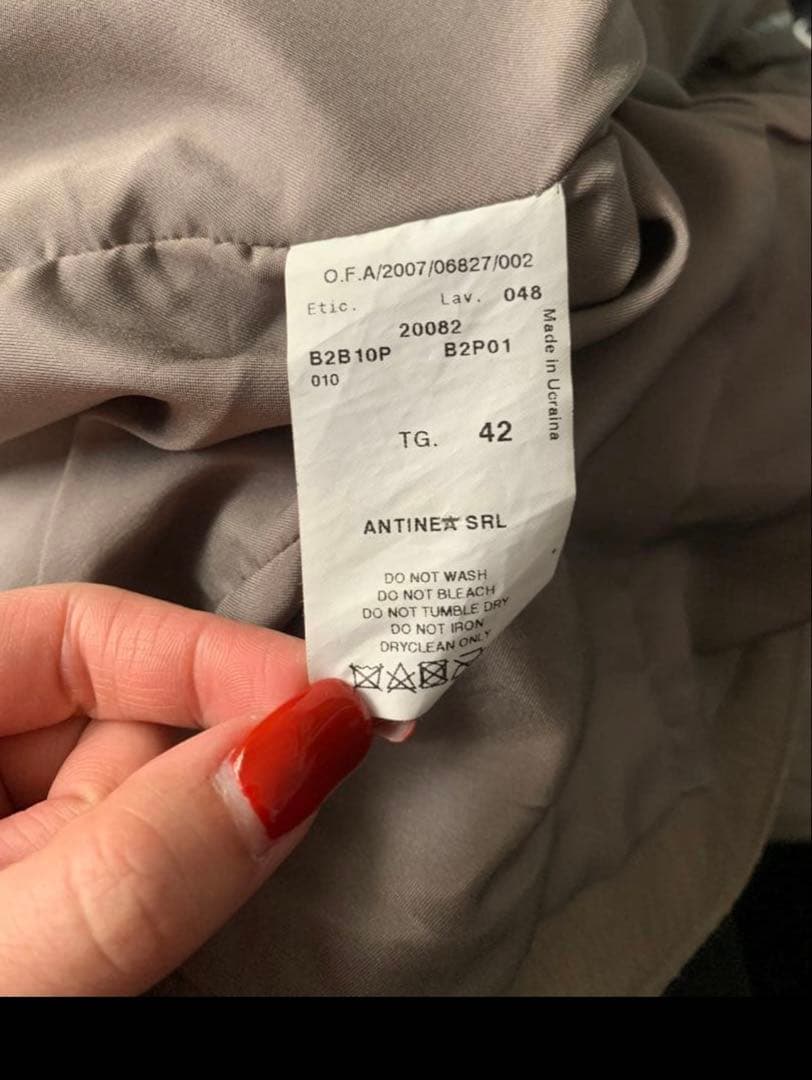 O.F.A/2007/06827/002
Etic. Lav. 048
20082
B2B10P B2P01
010
TG. 42
Made in Ucraina
ANTINEA SRL
DO NOT WASH
DO NOT BLEACH
DO NOT TUMBLE DRY
DO NOT IRON
DRYCLEAN ONLY